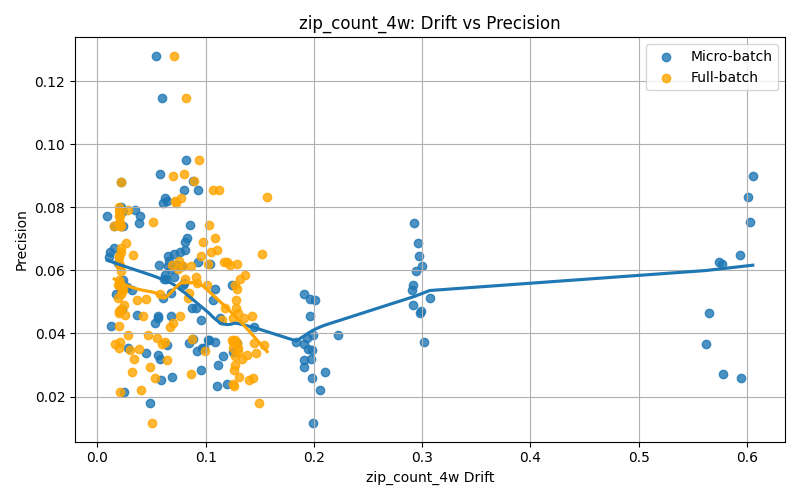 zip_count_4w: Drift vs Precision
Micro-batch
Full-batch
Precision
0.12
0.10
0.08
0.06
0.04
0.02
0.0
0.1
0.2
0.3
0.4
0.5
0.6
zip_count_4w Drift